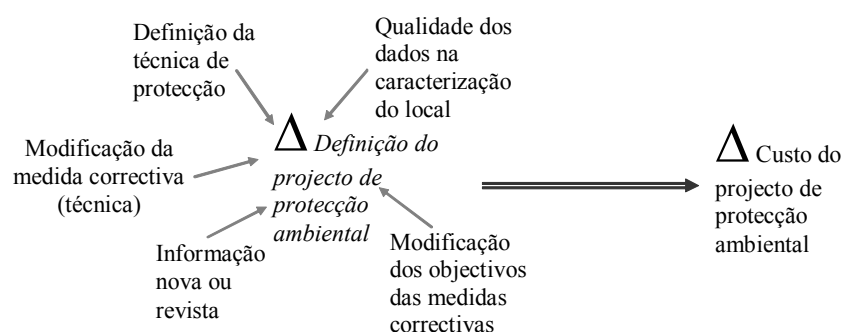 Definição da
técnica de
protecção
Qualidade dos
dados na
caracterização
do local
Modificação da
medida correctiva
(técnica)
Δ Definição do
projecto de
protecção
ambiental
Informação
nova ou
revista
Modificação
dos objectivos
das medidas
correctivas
Δ Custo do
projecto de
protecção
ambiental